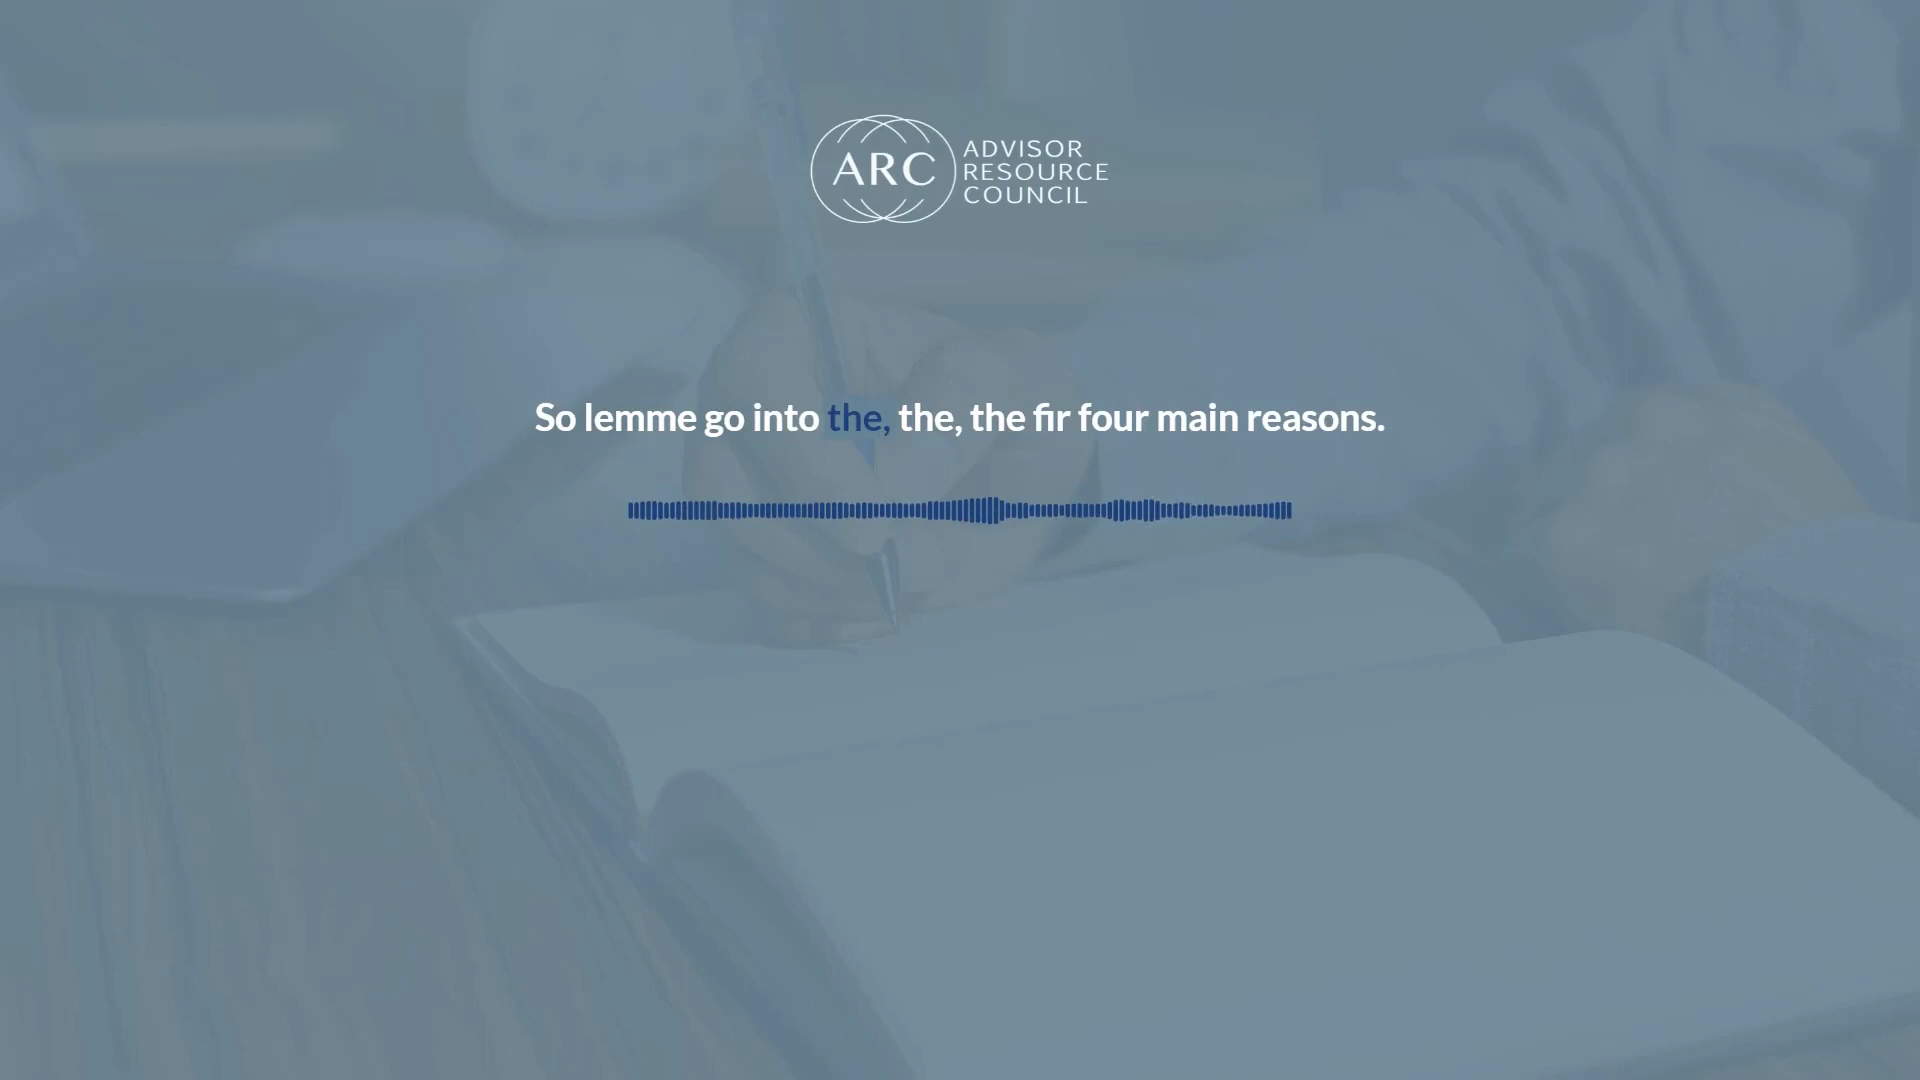 ARC
ADVISOR
RESOURCE
COUNCIL
So lemme go into the, the, the fir four main reasons.